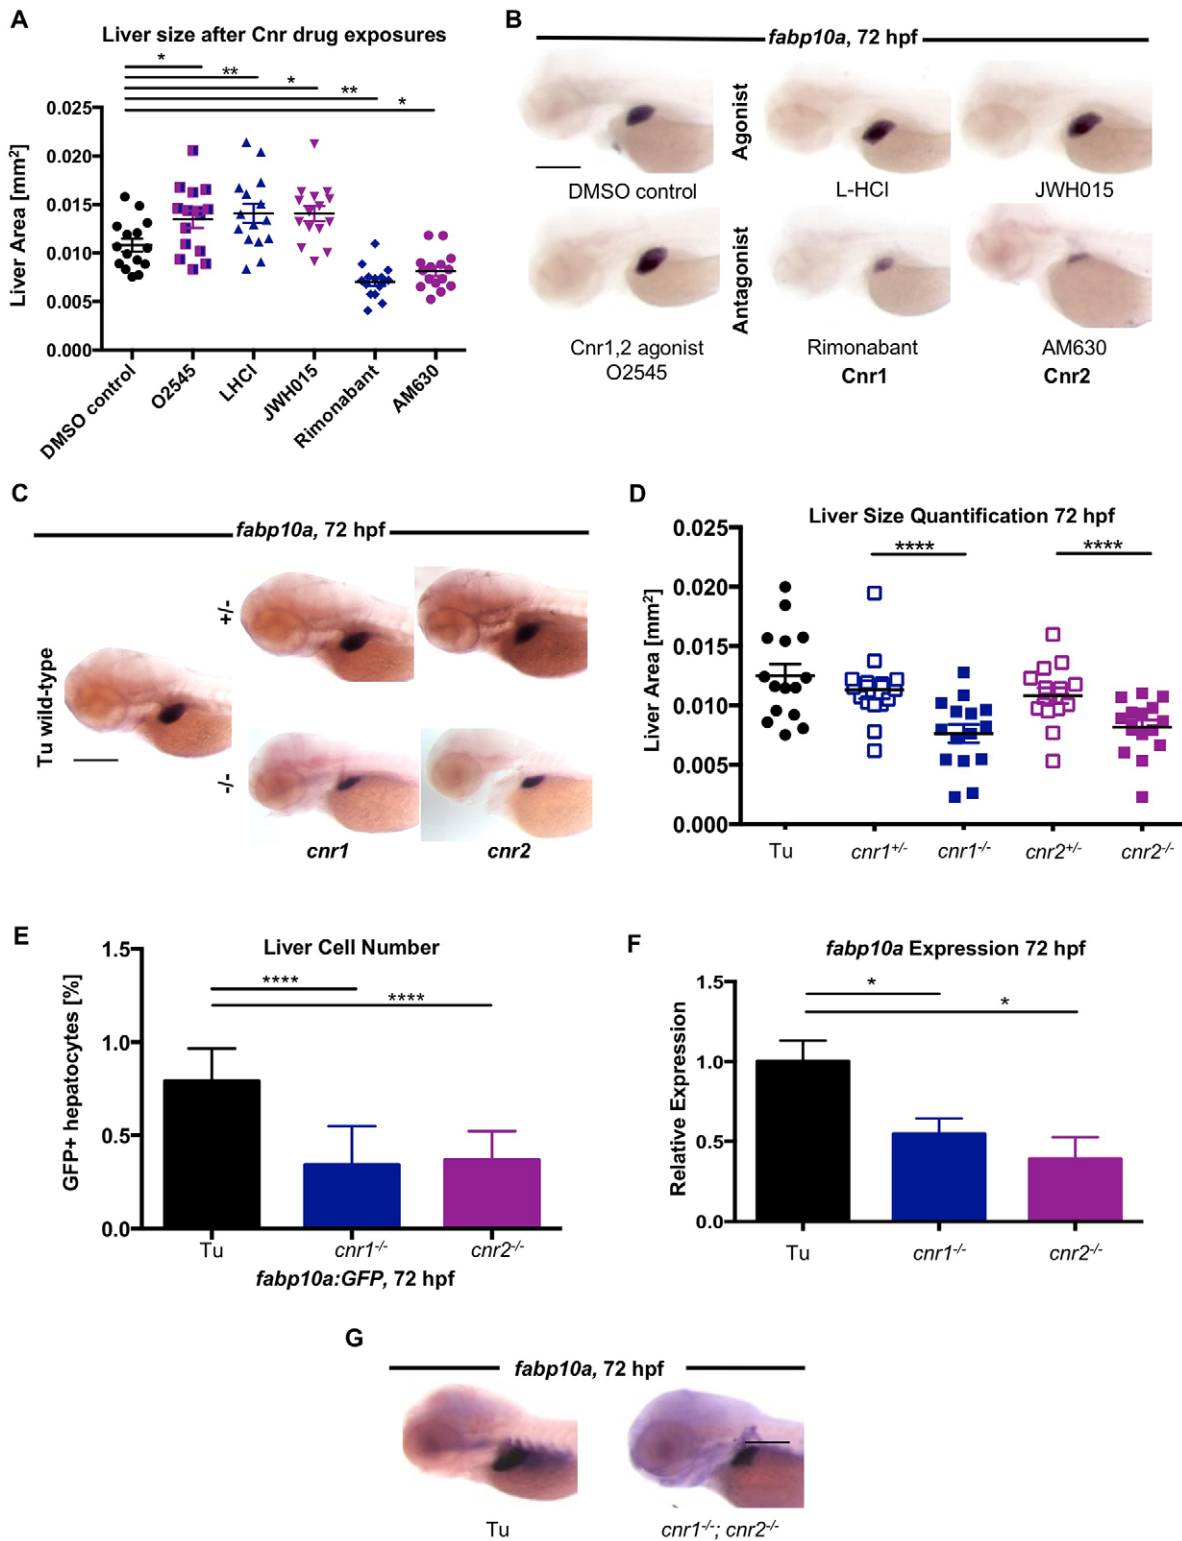 A
Liver size after Cnr drug exposures
*
**
*
**
*
Liver Area [mm²]
0.025
0.020
0.015
0.010
0.005
0.000
DMSO control
O2545
LHCl
JWH015
Rimonabant
AM630
B
fabp10a, 72 hpf
Agonist
DMSO control
L-HCl
JWH015
Antagonist
Cnr1,2 agonist
O2545
Rimonabant
Cnr1
AM630
Cnr2
C
fabp10a, 72 hpf
Tu wild-type
+/-
-/-
cnr1
cnr2
D
Liver Size Quantification 72 hpf
****
****
Liver Area [mm²]
0.025
0.020
0.015
0.010
0.005
0.000
Tu
cnr1+/-
cnr1-/-
cnr2+/-
cnr2-/-
E
Liver Cell Number
****
****
GFP+ hepatocytes [%]
1.5
1.0
0.5
0.0
Tu
cnr1-/-
cnr2-/-
fabp10a:GFP, 72 hpf
F
fabp10a Expression 72 hpf
*
*
Relative Expression
1.5
1.0
0.5
0.0
Tu
cnr1-/-
cnr2-/-
G
fabp10a, 72 hpf
Tu
cnr1-/-; cnr2-/-